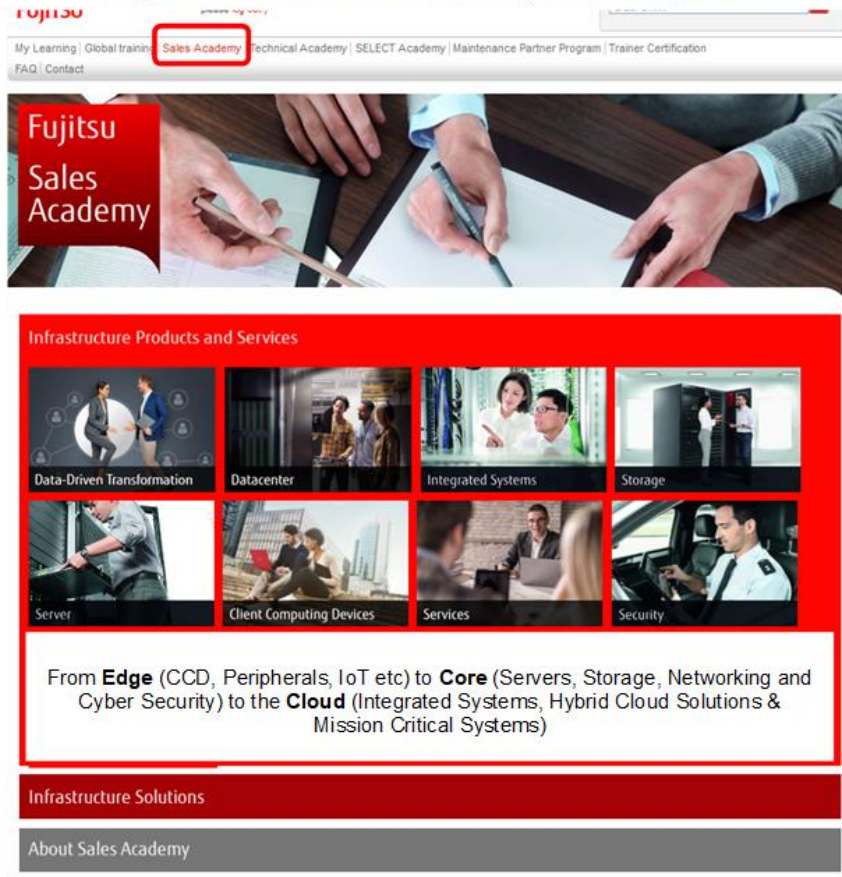 My Learning | Global training | Sales Academy | Technical Academy | SELECT Academy | Maintenance Partner Program | Trainer Certification
FAQ | Contact
Fujitsu
Sales
Academy
Infrastructure Products and Services
Data-Driven Transformation
Datacenter
Integrated Systems
Storage
Server
Client Computing Devices
Services
Security
From Edge (CCD, Peripherals, IoT etc) to Core (Servers, Storage, Networking and
Cyber Security) to the Cloud (Integrated Systems, Hybrid Cloud Solutions &
Mission Critical Systems)
Infrastructure Solutions
About Sales Academy